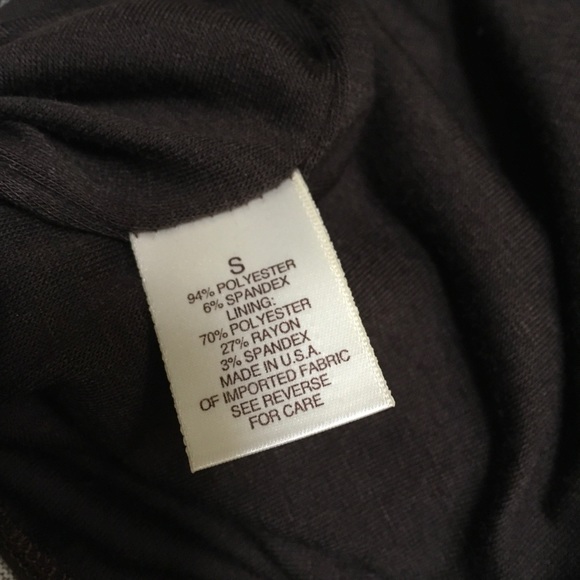 S
94% POLYESTER
6% SPANDEX
LINING:
70% POLYESTER
27% RAYON
3% SPANDEX
MADE IN U.S.A.
OF IMPORTED FABRIC
SEE REVERSE
FOR CARE